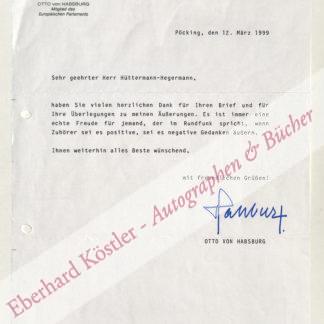 OTTO von HABSBURG
Mitglied des
Europäischen Parlaments
Pöcking, den 12. März 1999
Sehr geehrter Herr Hüttermann-Hegermann,
haben Sie vielen herzlichen Dank für Ihren Brief und für
Ihre Überlegungen zu meinen Äußerungen. Es ist immer eine
echte Freude für jemand, der im Rundfunk spricht, wenn
Zuhörer sei es positive, sei es negative Gedanken äußern.
Ihnen weiterhin alles Beste wünschend,
mit freundlichen Grüßen!
Habsburg
OTTO VON HABSBURG
Eberhard Köstler - Autographen & Bücher